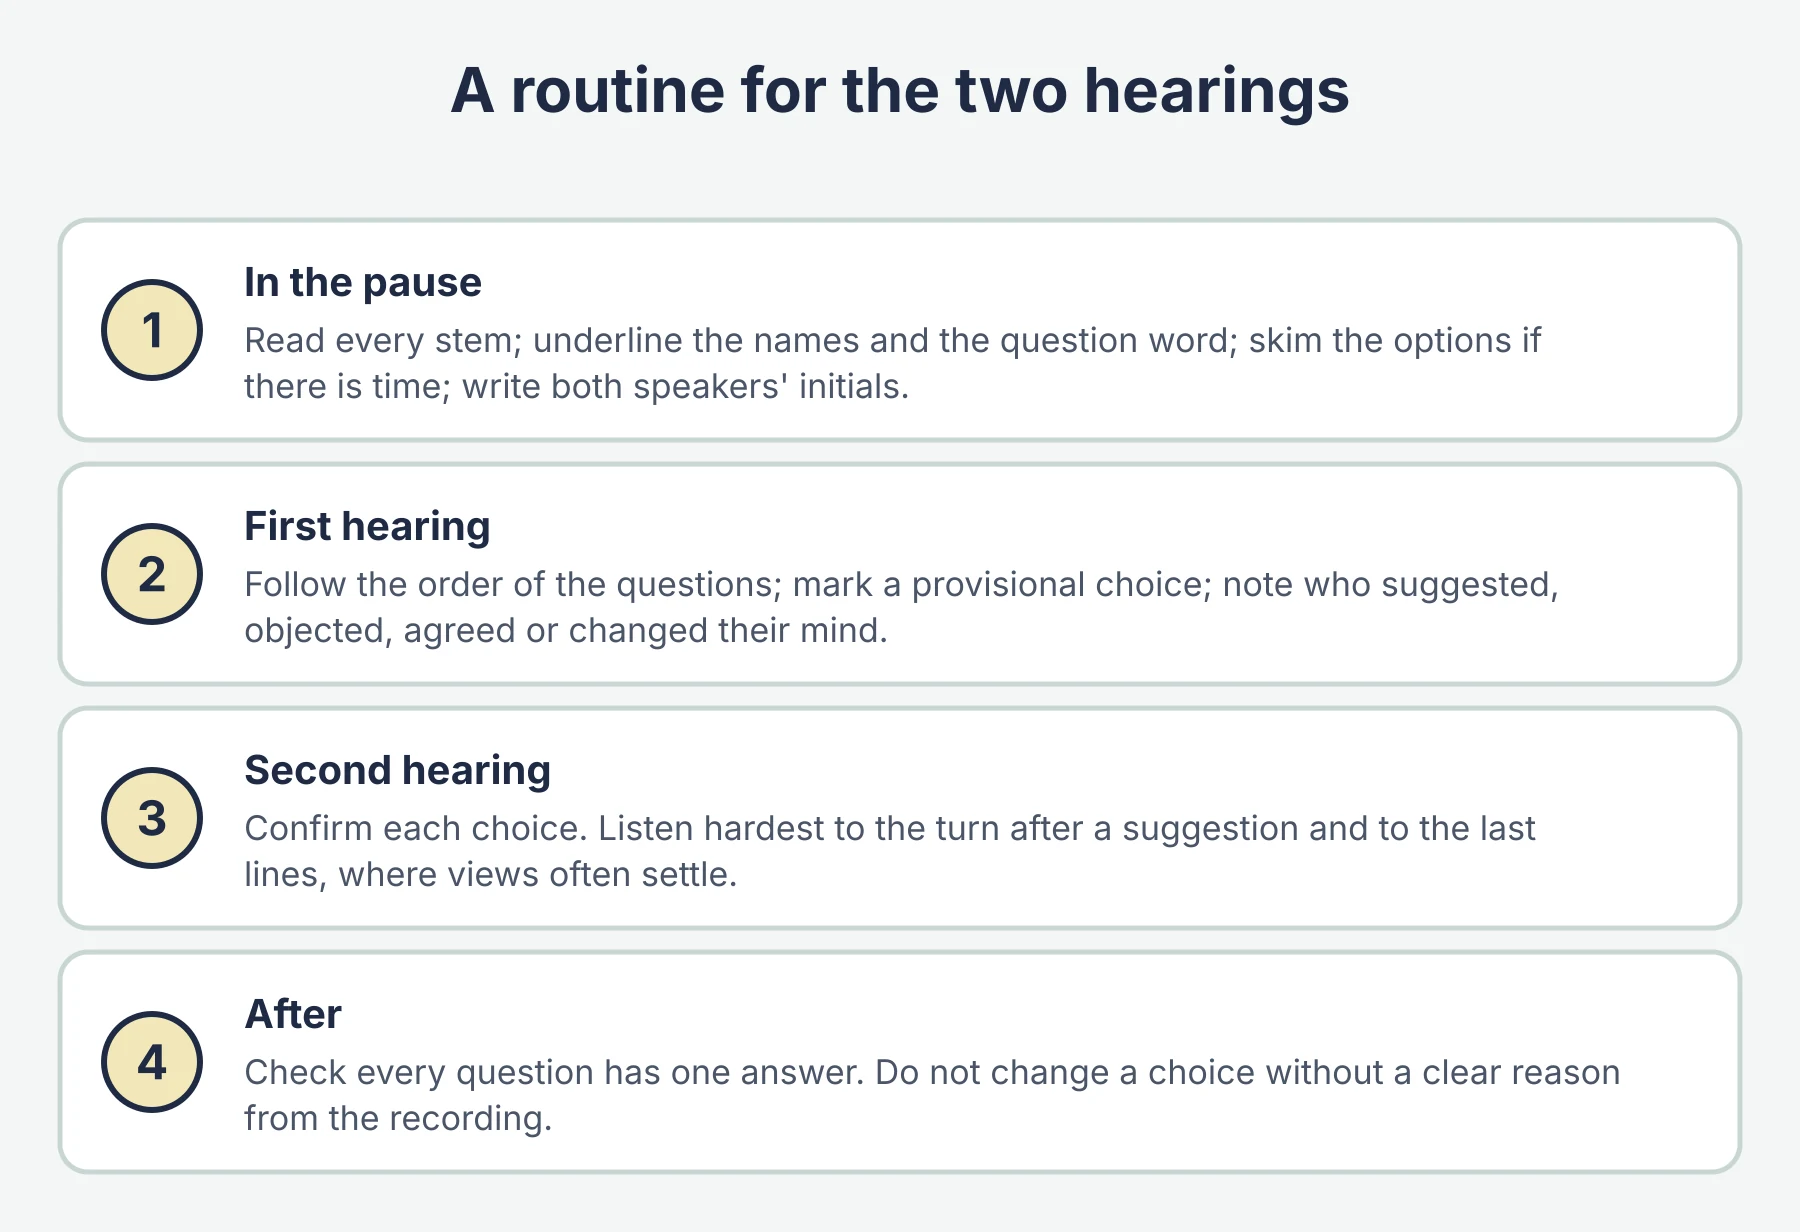 A routine for the two hearings
1
In the pause
Read every stem; underline the names and the question word; skim the options if
there is time; write both speakers' initials.
2
First hearing
Follow the order of the questions; mark a provisional choice; note who suggested,
objected, agreed or changed their mind.
3
Second hearing
Confirm each choice. Listen hardest to the turn after a suggestion and to the last
lines, where views often settle.
4
After
Check every question has one answer. Do not change a choice without a clear reason
from the recording.